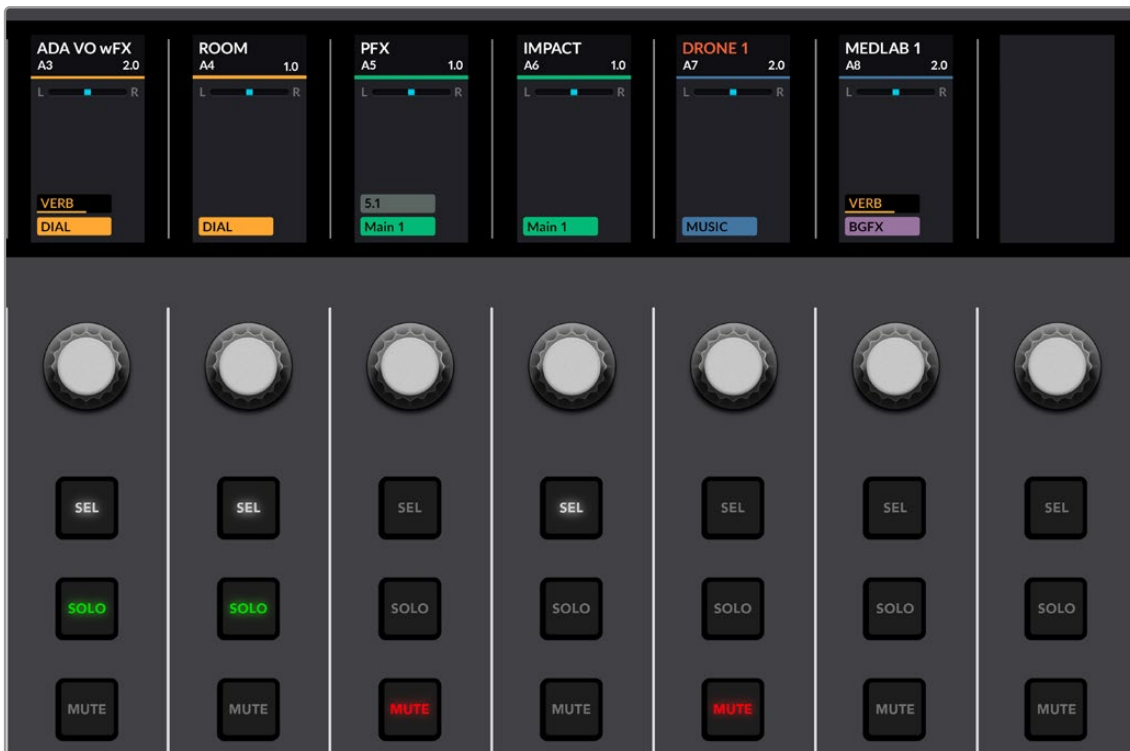 ADA VO wFX ROOM PFX IMPACT DRONE 1 MEDLAB 1
A3 2.0 A4 1.0 A5 1.0 A6 1.0 A7 2.0 A8 2.0
L R L R L R L R L R L R
VERB 5.1 VERB
DIAL DIAL Main 1 Main 1 MUSIC BGFX
SEL SEL SEL SEL SEL SEL SEL
SOLO SOLO SOLO SOLO SOLO SOLO SOLO
MUTE MUTE MUTE MUTE MUTE MUTE MUTE